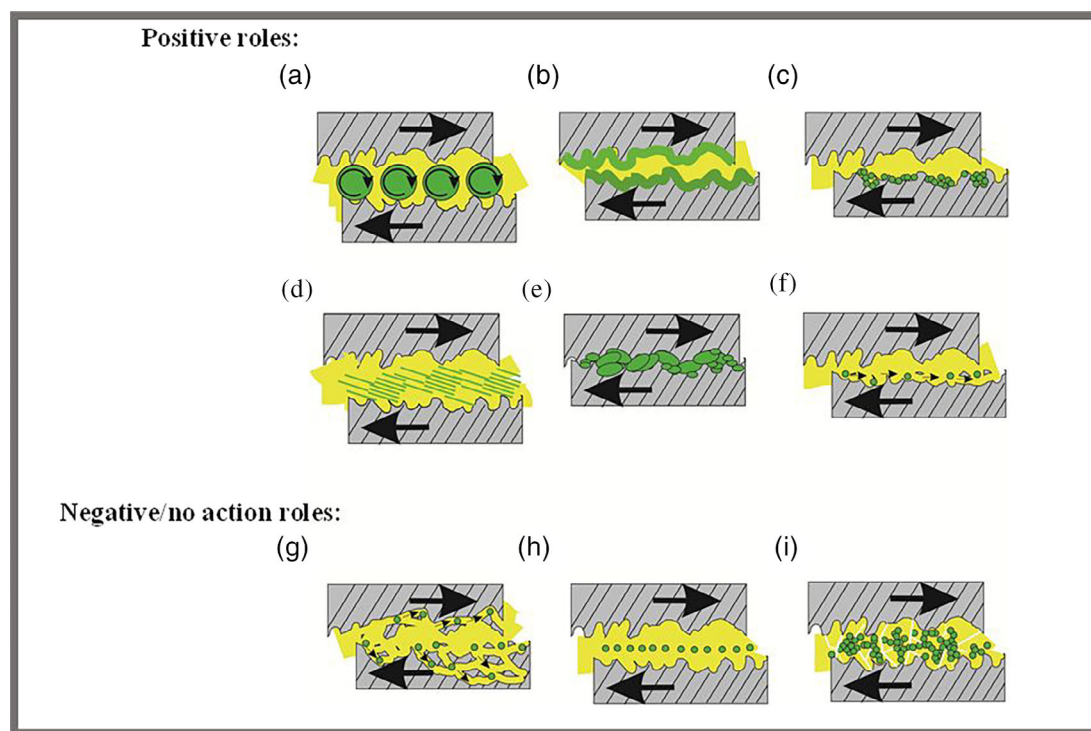 Positive roles:
(a)
(b)
(c)
(d)
(e)
(f)
Negative/no action roles:
(g)
(h)
(i)